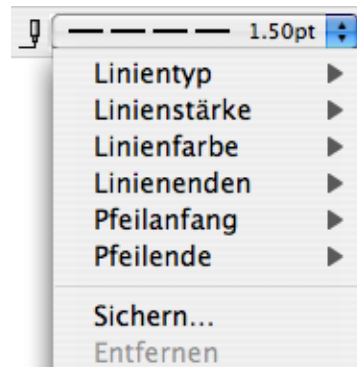 1.50pt
Linientyp
Linienstärke
Linienfarbe
Linienenden
Pfeilanfang
Pfeilende
Sichern...
Entfernen